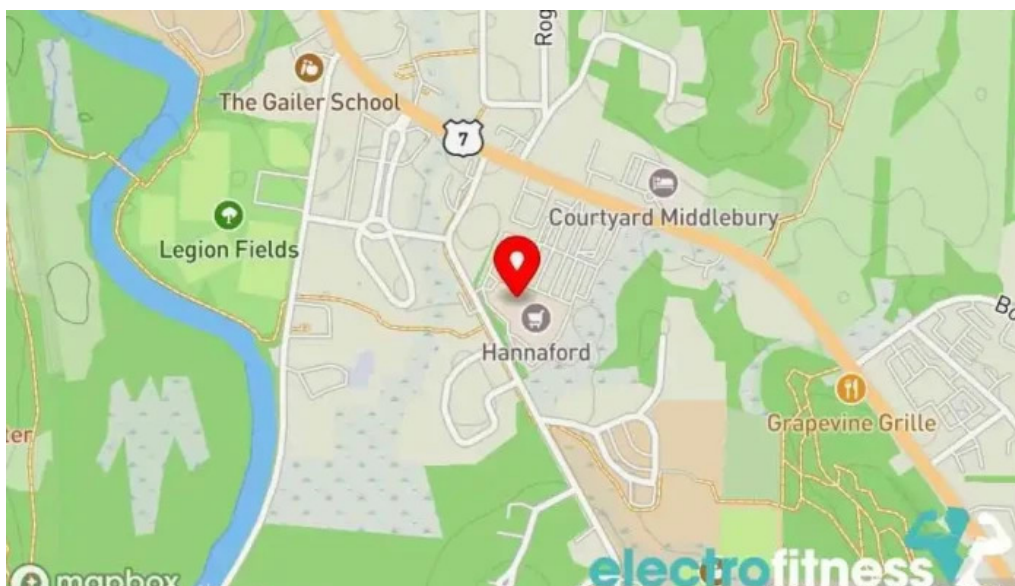 Rog
The Gailer School
7
Courtyard Middlebury
Legion Fields
Hannaford
Bo
Grapevine Grille
ter
electrofitness
mapbox